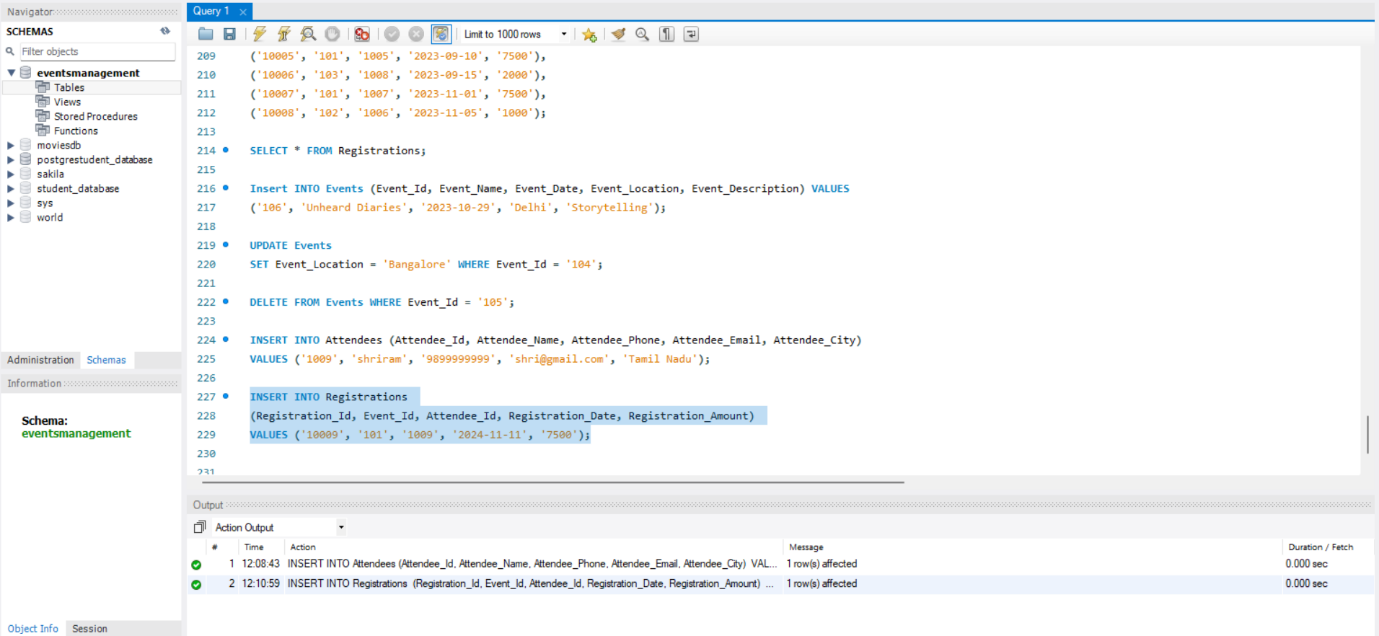 Navigator
SCHEMAS
Filter objects
eventsmanagement
Tables
Views
Stored Procedures
Functions
moviesdb
postgrestudent_database
sakila
student_database
sys
world
Administration Schemas
Information
Schema:
eventsmanagement
Object Info Session
Query 1
Limit to 1000 rows
209 ('10005', '101', '1005', '2023-09-10', '7500'),
210 ('10006', '103', '1008', '2023-09-15', '2000'),
211 ('10007', '101', '1007', '2023-11-01', '7500'),
212 ('10008', '102', '1006', '2023-11-05', '1000');
213
214 SELECT * FROM Registrations;
215
216 Insert INTO Events (Event_Id, Event_Name, Event_Date, Event_Location, Event_Description) VALUES
217 ('106', 'Unheard Diaries', '2023-10-29', 'Delhi', 'Storytelling');
218
219 UPDATE Events
220 SET Event_Location = 'Bangalore' WHERE Event_Id = '104';
221
222 DELETE FROM Events WHERE Event_Id = '105';
223
224 INSERT INTO Attendees (Attendee_Id, Attendee_Name, Attendee_Phone, Attendee_Email, Attendee_City)
225 VALUES ('1009', 'shriram', '9899999999', 'shri@gmail.com', 'Tamil Nadu');
226
227 INSERT INTO Registrations
228 (Registration_Id, Event_Id, Attendee_Id, Registration_Date, Registration_Amount)
229 VALUES ('10009', '101', '1009', '2024-11-11', '7500');
230
231
Output
Action Output
# Time Action Message Duration / Fetch
1 12:08:43 INSERT INTO Attendees (Attendee_Id, Attendee_Name, Attendee_Phone, Attendee_Email, Attendee_City) VAL... 1 row(s) affected 0.000 sec
2 12:10:59 INSERT INTO Registrations (Registration_Id, Event_Id, Attendee_Id, Registration_Date, Registration_Amount) ... 1 row(s) affected 0.000 sec